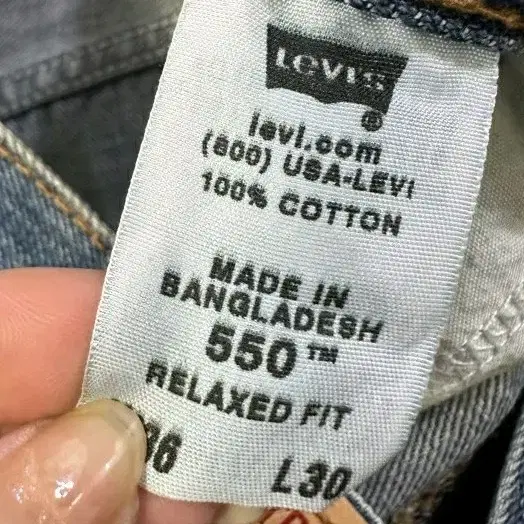 LEVI'S
®
levi.com
(800) USA-LEVI
100% COTTON
MADE IN
BANGLADESH
550™
RELAXED FIT
L30